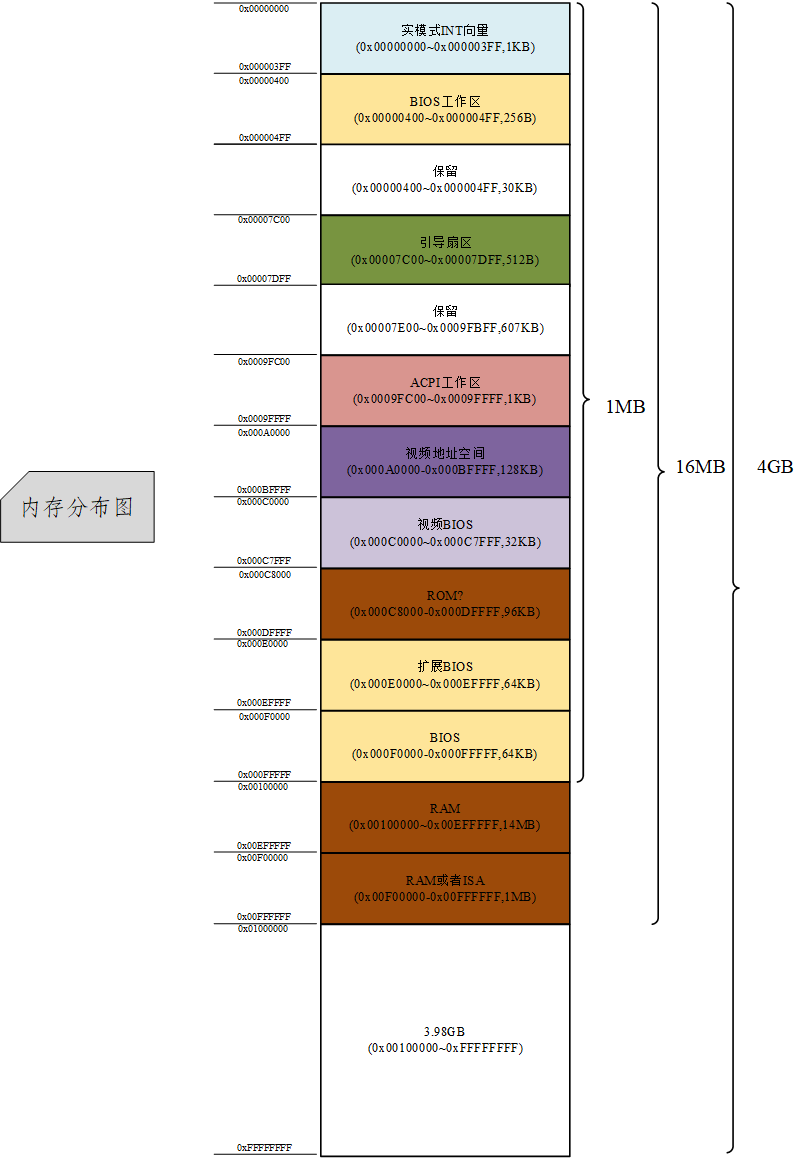 0x00000000
实模式INT向量
(0x00000000~0x000003FF,1KB)
0x000003FF
0x00000400
BIOS工作区
(0x00000400~0x000004FF,256B)
0x000004FF
保留
(0x00000400~0x000004FF,30KB)
0x00007C00
引导扇区
(0x00007C00~0x00007DFF,512B)
0x00007DFF
保留
(0x00007E00~0x0009FBFF,607KB)
0x0009FC00
ACPI工作区
(0x0009FC00~0x0009FFFF,1KB)
0x0009FFFF
0x000A0000
视频地址空间
(0x000A0000-0x000BFFFF,128KB)
0x000BFFFF
0x000C0000
视频BIOS
(0x000C0000~0x000C7FFF,32KB)
0x000C7FFF
0x000C8000
ROM?
(0x000C8000-0x000DFFFF,96KB)
0x000DFFFF
0x000E0000
扩展BIOS
(0x000E0000~0x000EFFFF,64KB)
0x000EFFFF
0x000F0000
BIOS
(0x000F0000-0x000FFFFF,64KB)
0x000FFFFF
0x00100000
RAM
(0x00100000~0x00EFFFFF,14MB)
0x00EFFFFF
0x00F00000
RAM或者ISA
(0x00F00000-0x00FFFFFF,1MB)
0x00FFFFFF
0x01000000
3.98GB
(0x00100000~0xFFFFFFFF)
0xFFFFFFFF
1MB
16MB
4GB
内存分布图